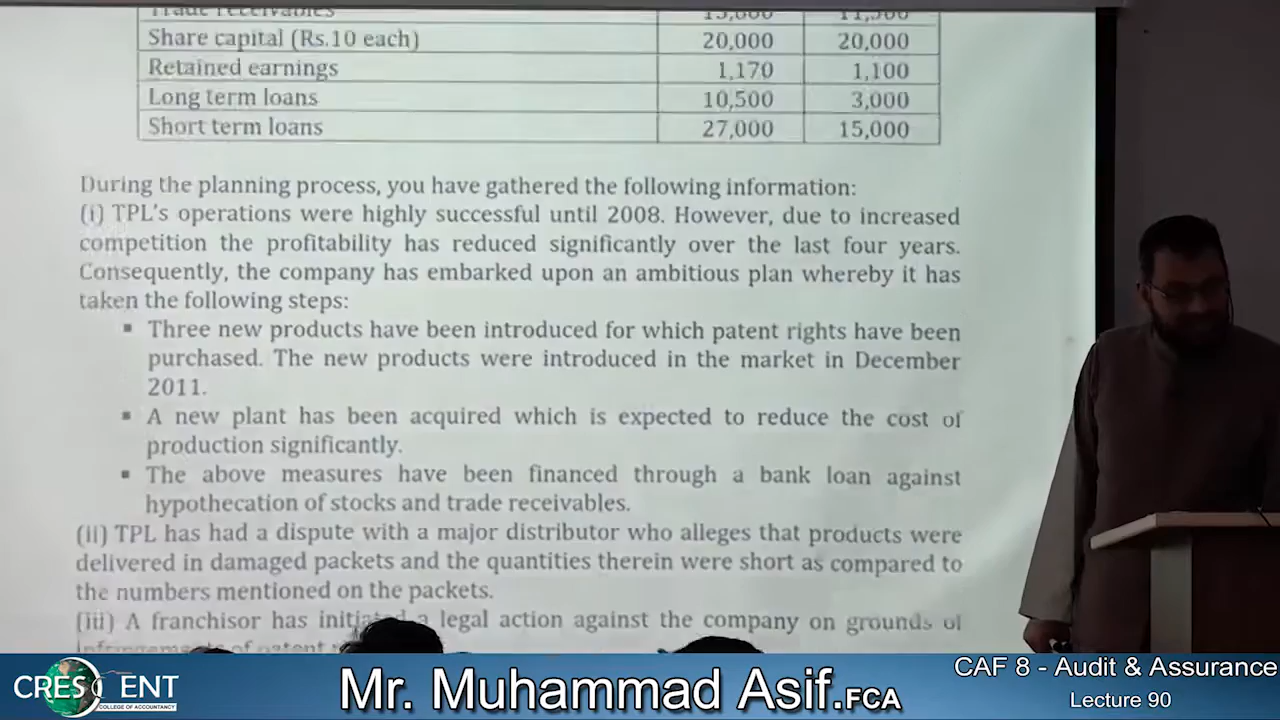 Trade receivables 11,500
Share capital (Rs.10 each) 20,000 20,000
Retained earnings 1,170 1,100
Long term loans 10,500 3,000
Short term loans 27,000 15,000
During the planning process, you have gathered the following information:
(i) TPL's operations were highly successful until 2008. However, due to increased
competition the profitability has reduced significantly over the last four years.
Consequently, the company has embarked upon an ambitious plan whereby it has
taken the following steps:
▪ Three new products have been introduced for which patent rights have been
purchased. The new products were introduced in the market in December
2011.
▪ A new plant has been acquired which is expected to reduce the cost of
production significantly.
▪ The above measures have been financed through a bank loan against
hypothecation of stocks and trade receivables.
(ii) TPL has had a dispute with a major distributor who alleges that products were
delivered in damaged packets and the quantities therein were short as compared to
the numbers mentioned on the packets.
(iii) A franchisor has legal action against the company on grounds of
of patent
CRESCENT
COLLEGE OF ACCOUNTANCY
Mr. Muhammad Asif.FCA
CAF 8 - Audit & Assurance
Lecture 90